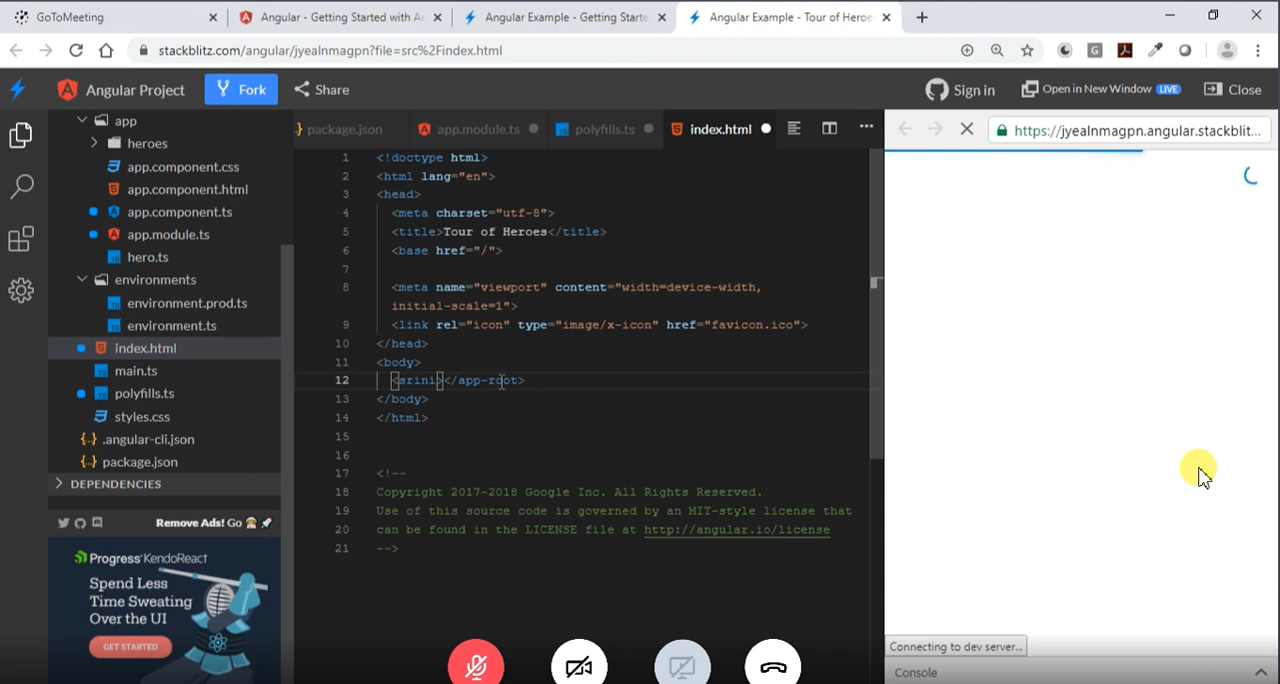 GoToMeeting
Angular - Getting Started with A
Angular Example - Getting Starte
Angular Example - Tour of Heroe
stackblitz.com/angular/jyealnmagpn?file=src%2Findex.html
Angular Project
Fork
Share
Sign in
Open in New Window LIVE
Close
app
heroes
app.component.css
app.component.html
app.component.ts
app.module.ts
hero.ts
environments
environment.prod.ts
environment.ts
index.html
main.ts
polyfills.ts
styles.css
{..} .angular-cli.json
{..} package.json
DEPENDENCIES
Remove Ads! Go
Progress KendoReact
Spend Less
Time Sweating
Over the UI
GET STARTED
package.json
app.module.ts
polyfills.ts
index.html
1 <!doctype html>
2 <html lang="en">
3 <head>
4 <meta charset="utf-8">
5 <title>Tour of Heroes</title>
6 <base href="/">
7
8 <meta name="viewport" content="width=device-width,
initial-scale=1">
9 <link rel="icon" type="image/x-icon" href="favicon.ico">
10 </head>
11 <body>
12 <srini></app-root>
13 </body>
14 </html>
15
16
17 <!--
18 Copyright 2017-2018 Google Inc. All Rights Reserved.
19 Use of this source code is governed by an MIT-style license that
20 can be found in the LICENSE file at http://angular.io/license
21 -->
https://jyealnmagpn.angular.stackblit...
Connecting to dev server...
Console